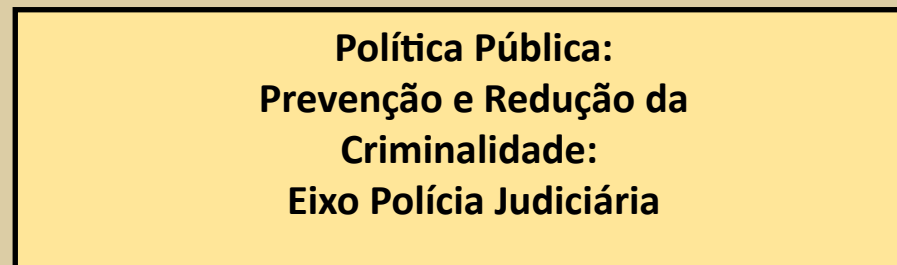 Política Pública:
Prevenção e Redução da
Criminalidade:
Eixo Polícia Judiciária